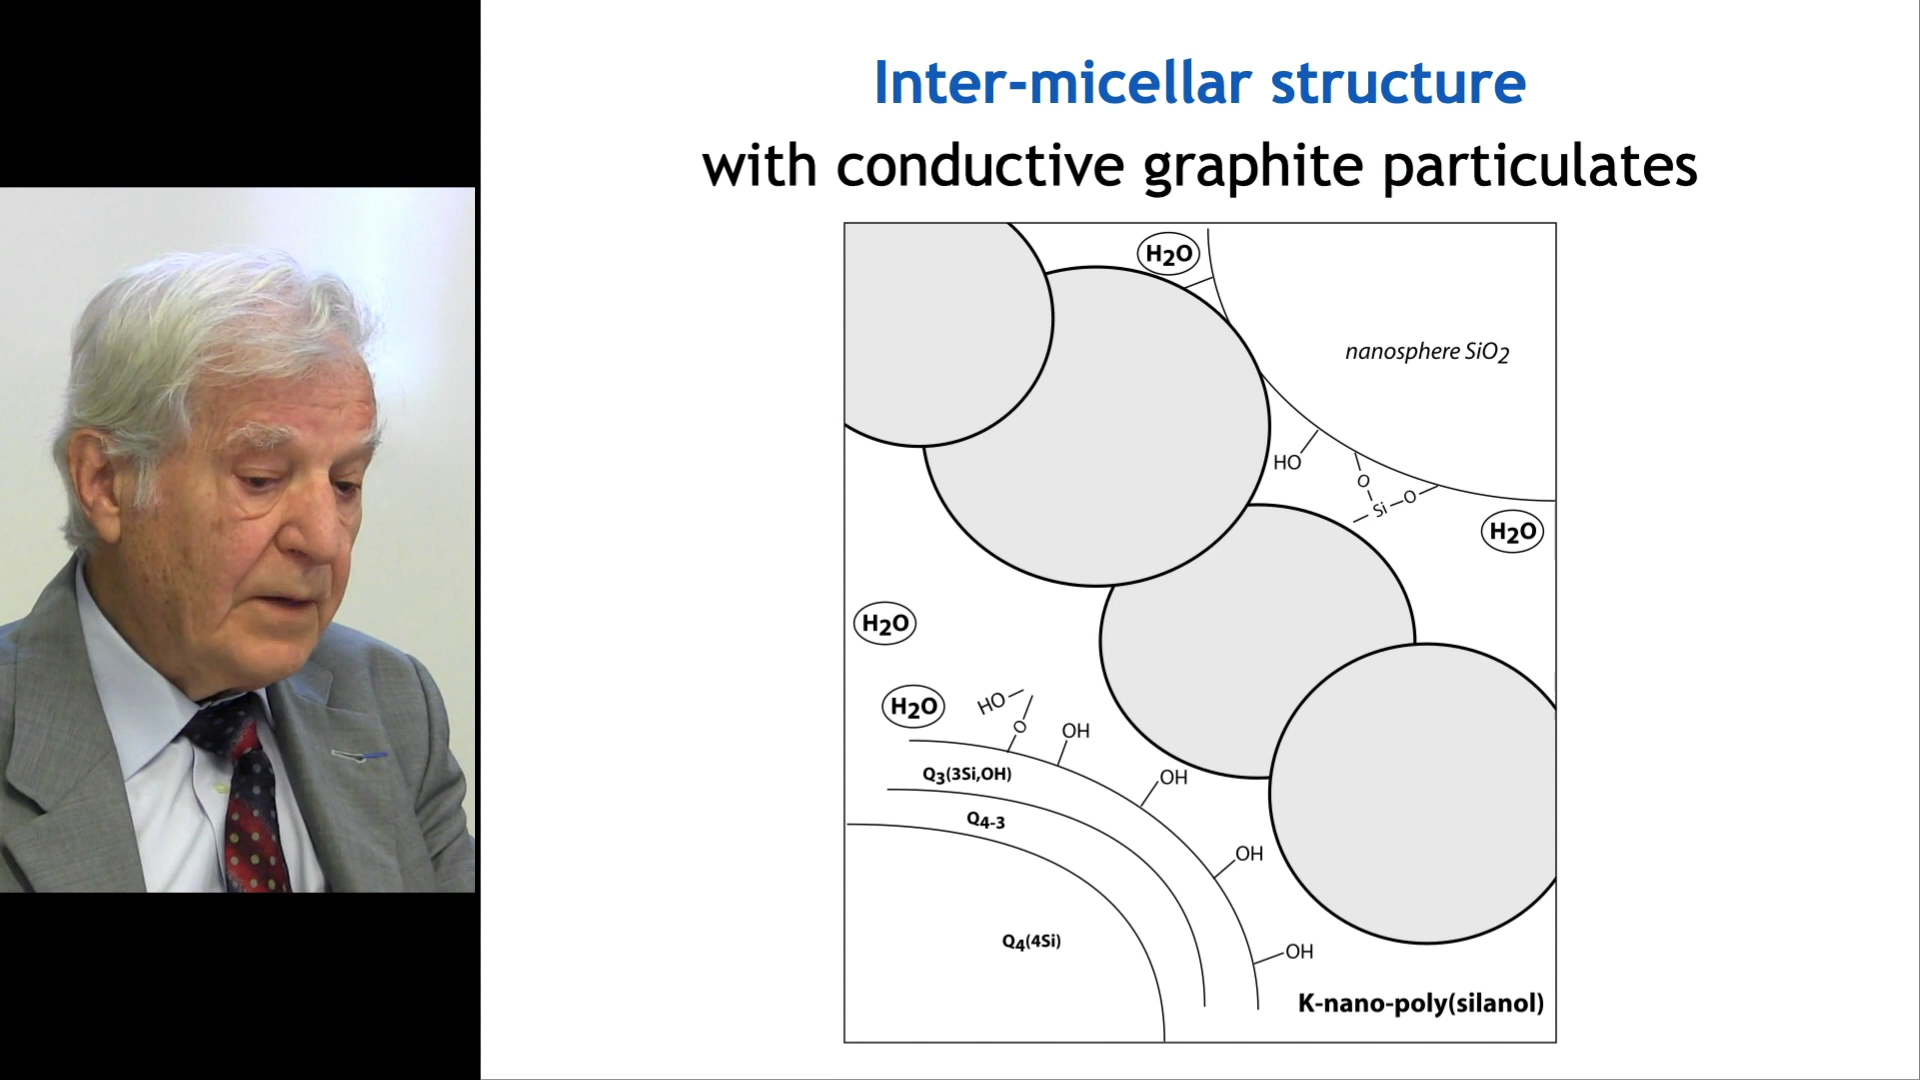 Inter-micellar structure
with conductive graphite particulates
H2O
nanosphere SiO2
HO
O
Si
O
H2O
H2O
H2O
HO
O
OH
Q3(3Si,OH)
OH
Q4-3
OH
Q4(4Si)
OH
K-nano-poly(silanol)